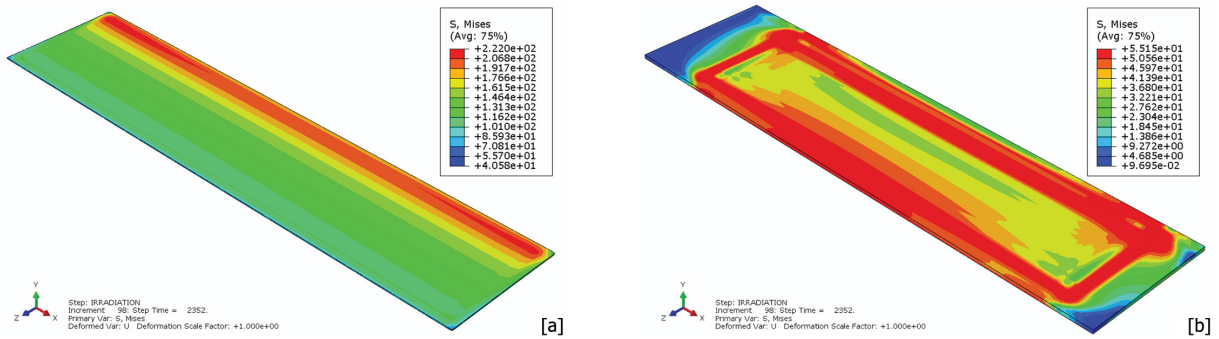 S, Mises
(Avg: 75%)
+2.220e+02
+2.068e+02
+1.917e+02
+1.766e+02
+1.615e+02
+1.464e+02
+1.313e+02
+1.162e+02
+1.010e+02
+8.593e+01
+7.081e+01
+5.570e+01
+4.058e+01
Y
Z
X
Step: IRRADIATION
Increment 98: Step Time = 2352.
Primary Var: S, Mises
Deformed Var: U Deformation Scale Factor: +1.000e+00
[a]
S, Mises
(Avg: 75%)
+5.515e+01
+5.056e+01
+4.597e+01
+4.139e+01
+3.680e+01
+3.221e+01
+2.762e+01
+2.304e+01
+1.845e+01
+1.386e+01
+9.272e+00
+4.685e+00
+9.695e-02
Y
Z
X
Step: IRRADIATION
Increment 98: Step Time = 2352.
Primary Var: S, Mises
Deformed Var: U Deformation Scale Factor: +1.000e+00
[b]